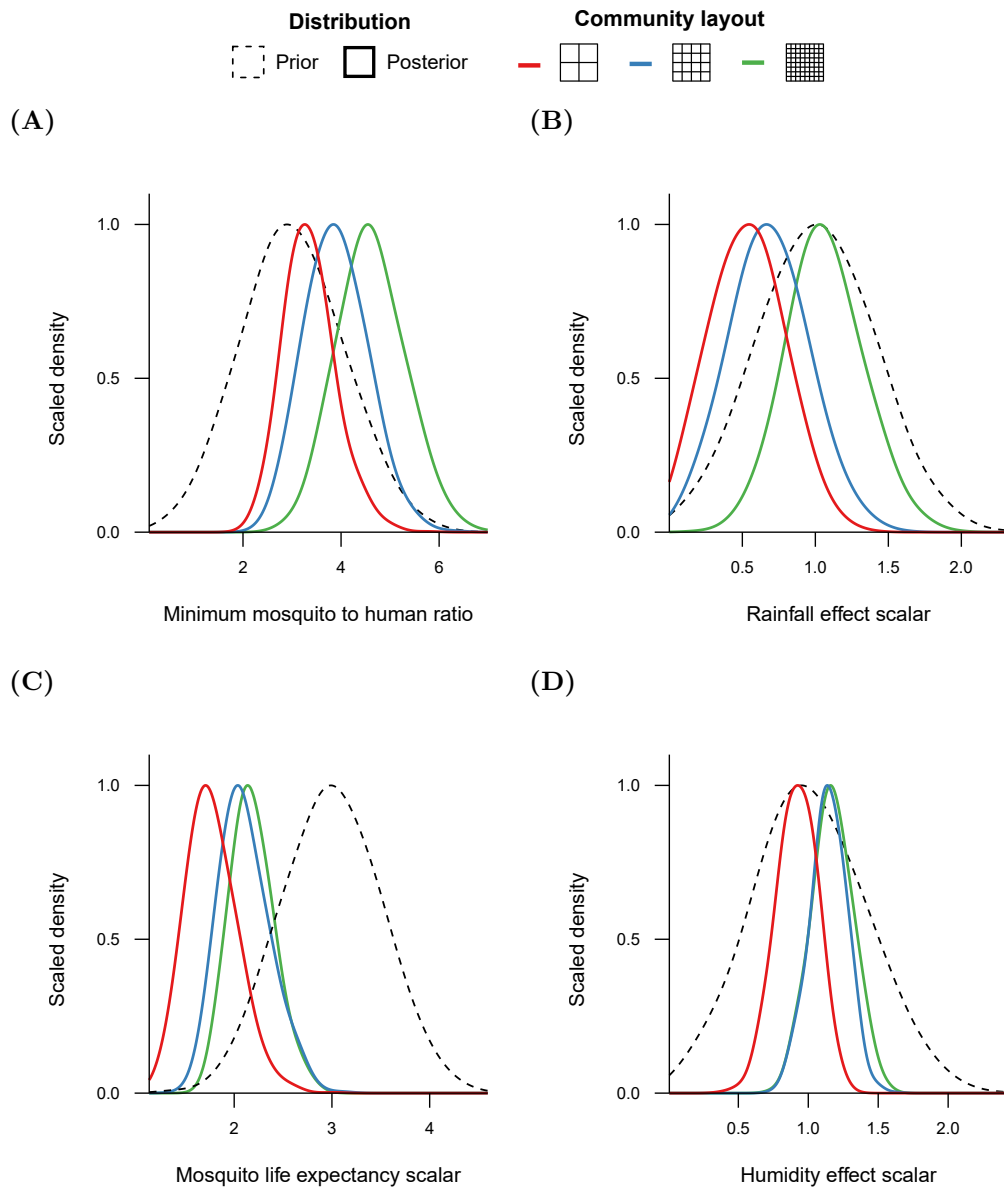 Distribution
Community layout
Prior
Posterior
(A)
(B)
Scaled density
1.0
0.5
0.0
2
4
6
Minimum mosquito to human ratio
Scaled density
1.0
0.5
0.0
0.5
1.0
1.5
2.0
Rainfall effect scalar
(C)
(D)
Scaled density
1.0
0.5
0.0
2
3
4
Mosquito life expectancy scalar
Scaled density
1.0
0.5
0.0
0.5
1.0
1.5
2.0
Humidity effect scalar